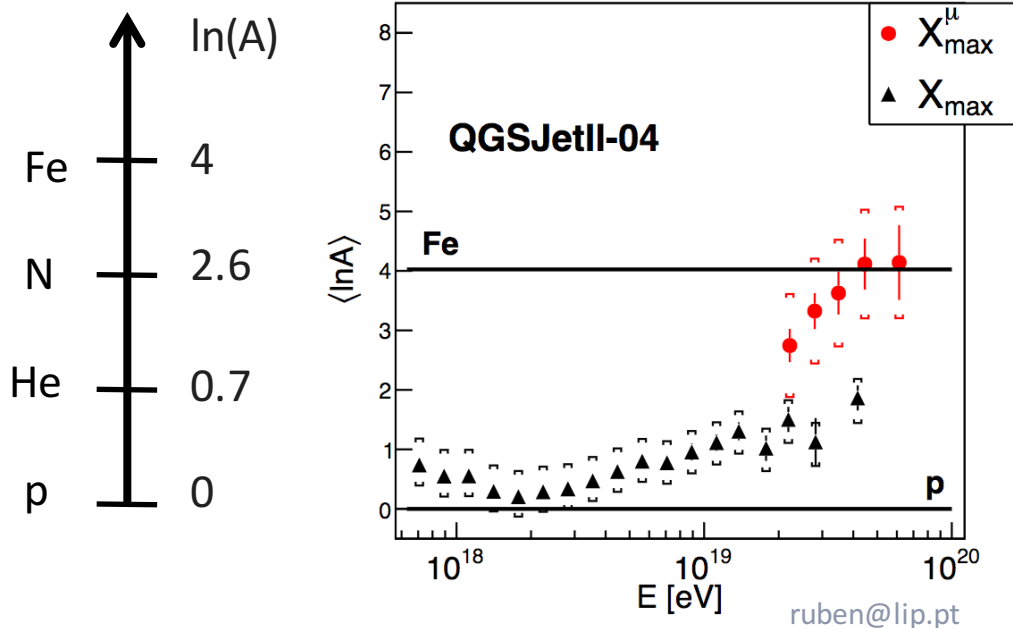 ln(A)
Fe 4
N 2.6
He 0.7
p 0
8
7
6
5
4
3
2
1
0
⟨lnA⟩
QGSJetII-04
X^μ_max
X_max
Fe
p
10^18
10^19
10^20
E [eV]
ruben@lip.pt